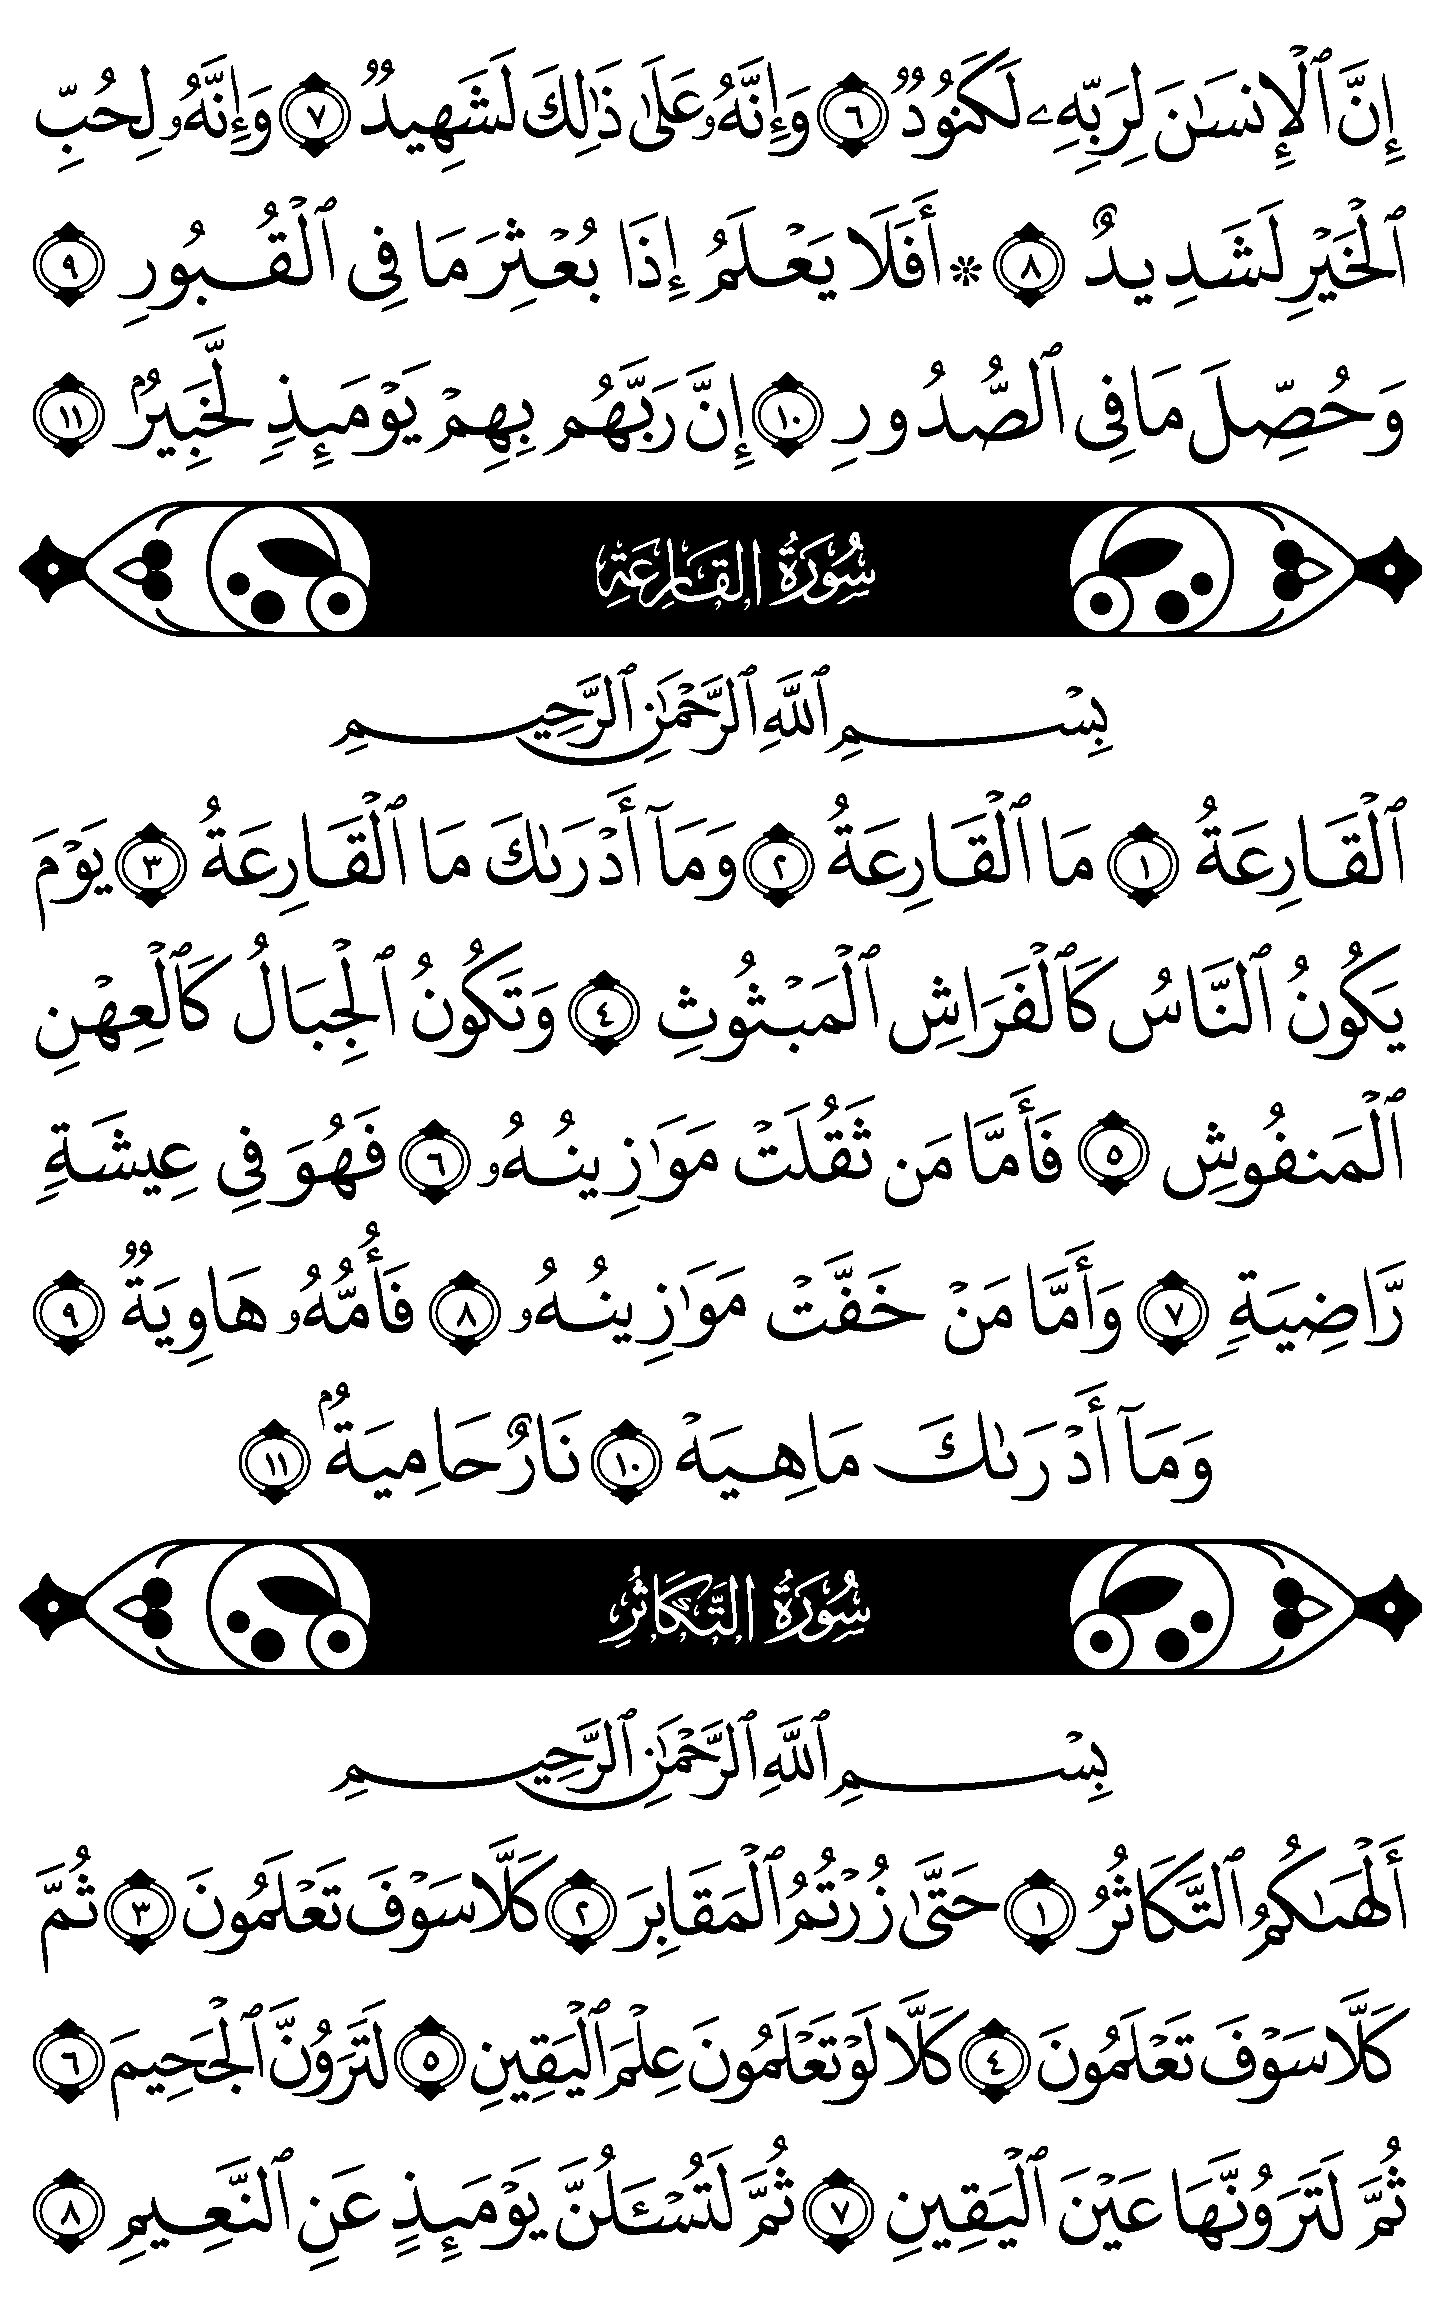 إِنَّ ٱلْإِنسَـٰنَ لِرَبِّهِۦ لَكَنُودٌ ٦ وَإِنَّهُۥ عَلَىٰ ذَٰلِكَ لَشَهِيدٌ ٧ وَإِنَّهُۥ لِحُبِّ
ٱلْخَيْرِ لَشَدِيدٌ ٨ ۞ أَفَلَا يَعْلَمُ إِذَا بُعْثِرَ مَا فِى ٱلْقُبُورِ ٩
وَحُصِّلَ مَا فِى ٱلصُّدُورِ ١٠ إِنَّ رَبَّهُم بِهِمْ يَوْمَئِذٍ لَّخَبِيرٌۢ ١١
سُورَةُ القَارِعَةِ
بِسْمِ ٱللَّهِ ٱلرَّحْمَـٰنِ ٱلرَّحِيمِ
ٱلْقَارِعَةُ ١ مَا ٱلْقَارِعَةُ ٢ وَمَآ أَدْرَىٰكَ مَا ٱلْقَارِعَةُ ٣ يَوْمَ
يَكُونُ ٱلنَّاسُ كَٱلْفَرَاشِ ٱلْمَبْثُوثِ ٤ وَتَكُونُ ٱلْجِبَالُ كَٱلْعِهْنِ
ٱلْمَنفُوشِ ٥ فَأَمَّا مَن ثَقُلَتْ مَوَٰزِينُهُۥ ٦ فَهُوَ فِى عِيشَةٍ
رَّاضِيَةٍ ٧ وَأَمَّا مَنْ خَفَّتْ مَوَٰزِينُهُۥ ٨ فَأُمُّهُۥ هَاوِيَةٌ ٩
وَمَآ أَدْرَىٰكَ مَا هِيَهْ ١٠ نَارٌ حَامِيَةٌۢ ١١
سُورَةُ التَّكَاثُرِ
بِسْمِ ٱللَّهِ ٱلرَّحْمَـٰنِ ٱلرَّحِيمِ
أَلْهَىٰكُمُ ٱلتَّكَاثُرُ ١ حَتَّىٰ زُرْتُمُ ٱلْمَقَابِرَ ٢ كَلَّا سَوْفَ تَعْلَمُونَ ٣ ثُمَّ
كَلَّا سَوْفَ تَعْلَمُونَ ٤ كَلَّا لَوْ تَعْلَمُونَ عِلْمَ ٱلْيَقِينِ ٥ لَتَرَوُنَّ ٱلْجَحِيمَ ٦
ثُمَّ لَتَرَوُنَّهَا عَيْنَ ٱلْيَقِينِ ٧ ثُمَّ لَتُسْـَٔلُنَّ يَوْمَئِذٍ عَنِ ٱلنَّعِيمِ ٨